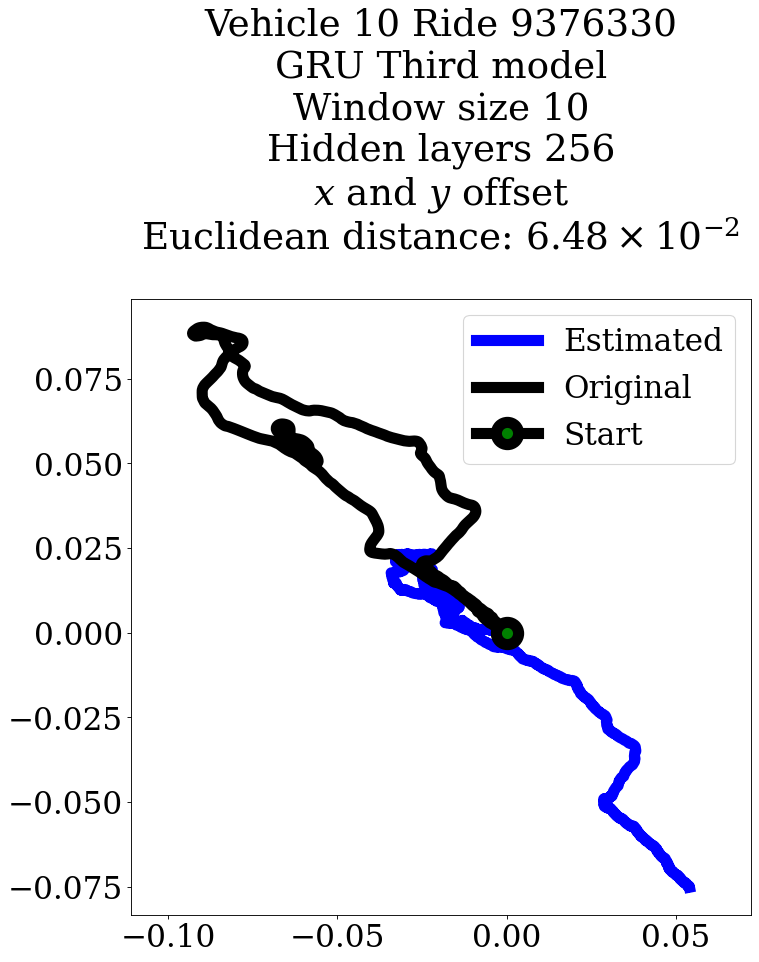 Vehicle 10 Ride 9376330
GRU Third model
Window size 10
Hidden layers 256
x and y offset
Euclidean distance: 6.48 × 10⁻²
Estimated
Original
Start
0.075
0.050
0.025
0.000
−0.025
−0.050
−0.075
−0.10 −0.05 0.00 0.05